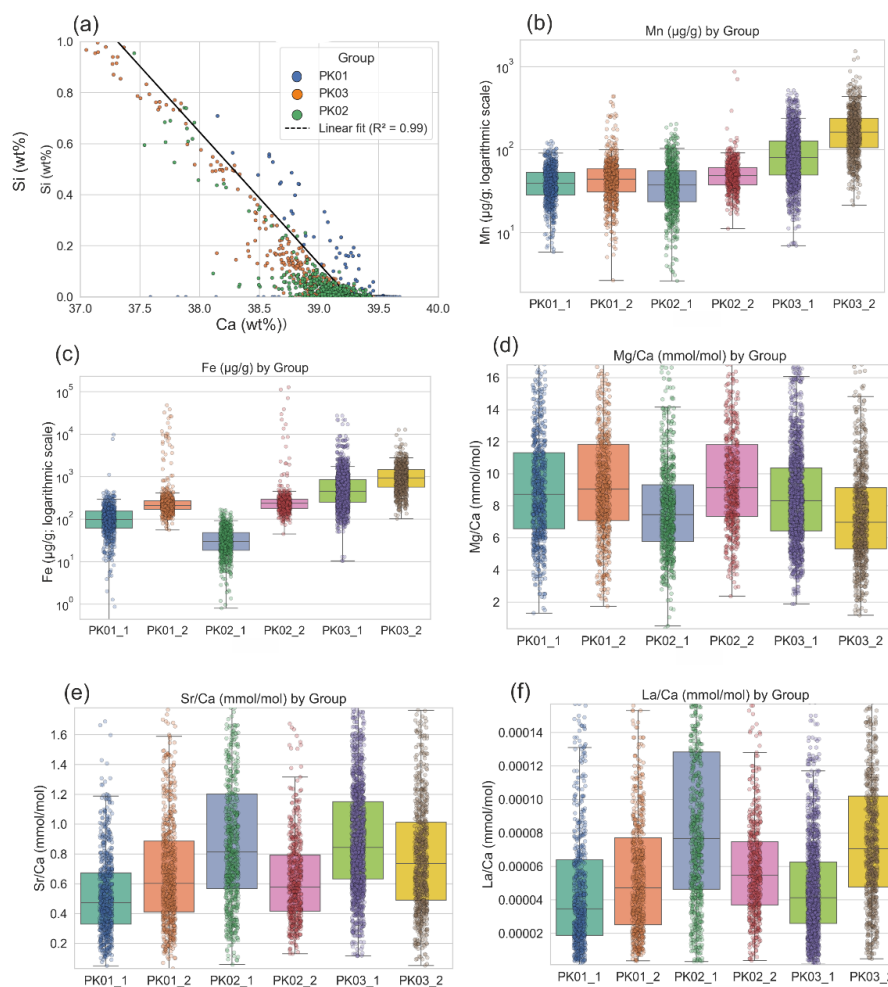 (a)
Group
PK01
PK03
PK02
Linear fit (R² = 0.99)
Si (wt%)
Si (wt%)
1.0
0.8
0.6
0.4
0.2
0.0
37.0 37.5 38.0 38.5 39.0 39.5 40.0
Ca (wt%))
(b)
Mn (µg/g) by Group
Mn (µg/g; logarithmic scale)
10³
10²
10¹
PK01_1 PK01_2 PK02_1 PK02_2 PK03_1 PK03_2
(c)
Fe (µg/g) by Group
Fe (µg/g; logarithmic scale)
10⁵
10⁴
10³
10²
10¹
10⁰
PK01_1 PK01_2 PK02_1 PK02_2 PK03_1 PK03_2
(d)
Mg/Ca (mmol/mol) by Group
Mg/Ca (mmol/mol)
16
14
12
10
8
6
4
2
PK01_1 PK01_2 PK02_1 PK02_2 PK03_1 PK03_2
(e)
Sr/Ca (mmol/mol) by Group
Sr/Ca (mmol/mol)
1.6
1.4
1.2
1.0
0.8
0.6
0.4
0.2
PK01_1 PK01_2 PK02_1 PK02_2 PK03_1 PK03_2
(f)
La/Ca (mmol/mol) by Group
La/Ca (mmol/mol)
0.00014
0.00012
0.00010
0.00008
0.00006
0.00004
0.00002
PK01_1 PK01_2 PK02_1 PK02_2 PK03_1 PK03_2